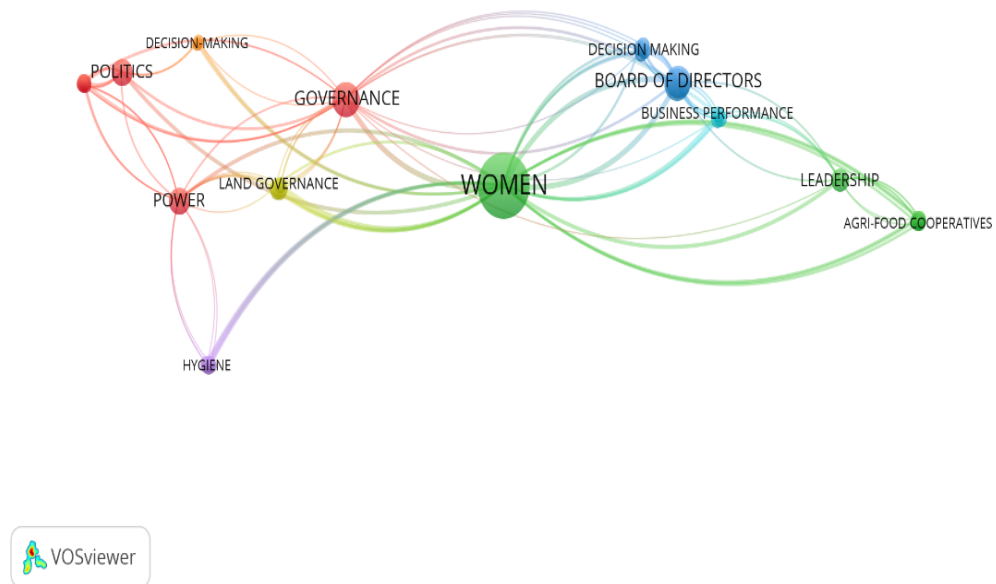 DECISION-MAKING
DECISION MAKING
POLITICS
BOARD OF DIRECTORS
GOVERNANCE
BUSINESS PERFORMANCE
LAND GOVERNANCE
WOMEN
LEADERSHIP
POWER
AGRI-FOOD COOPERATIVES
HYGIENE
VOSviewer